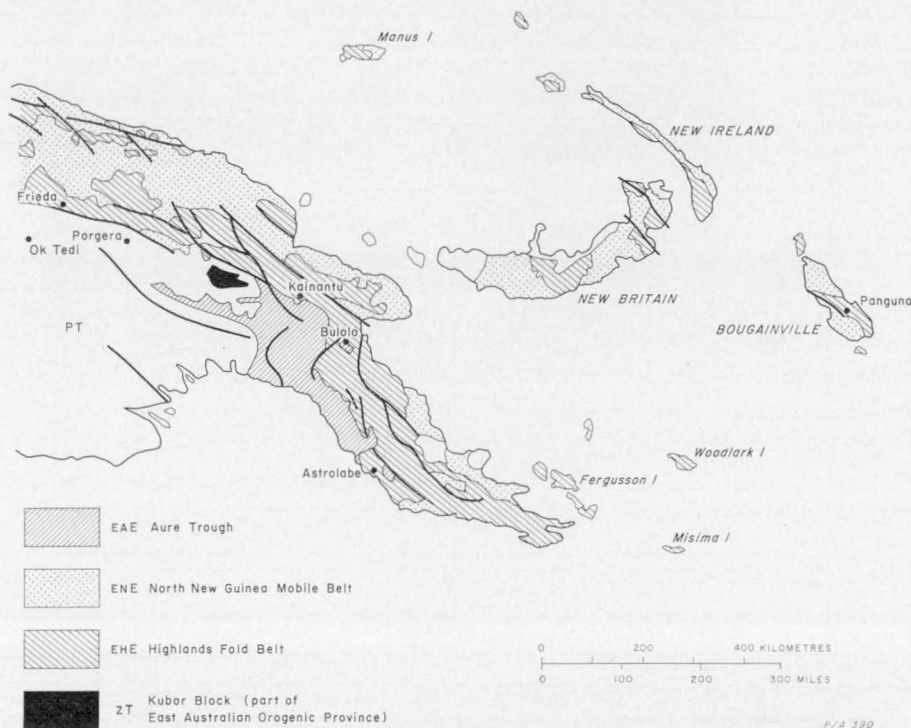 Manus I
NEW IRELAND
Frieda
Porgera
Ok Tedi
Kainantu
NEW BRITAIN
Panguna
PT
Bulolo
BOUGAINVILLE
Woodlark I
Astrolabe
Fergusson I
Misima I
EAE Aure Trough
ENE North New Guinea Mobile Belt
EHE Highlands Fold Belt
0 200 400 KILOMETRES
0 100 200 300 MILES
ZT Kubor Block (part of
East Australian Orogenic Province)
P/A 390